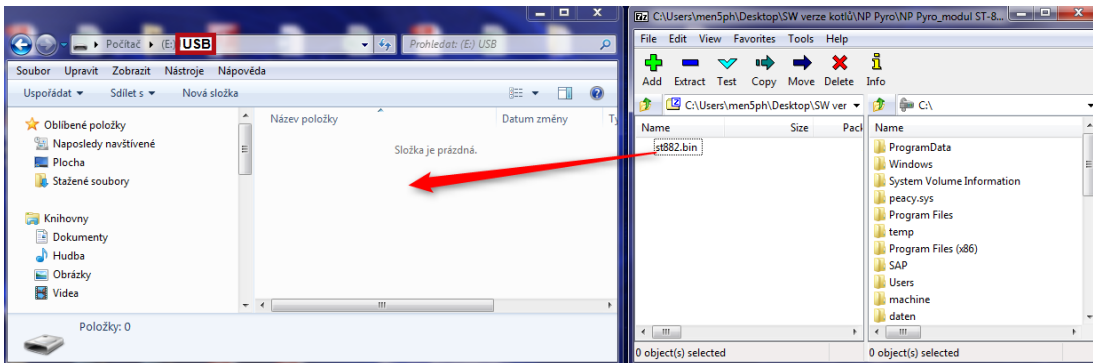 Počítač ▸ (E:) USB
Prohledat: (E:) USB
Soubor Upravit Zobrazit Nástroje Nápověda
Uspořádat Sdílet s Nová složka
Oblíbené položky
Naposledy navštívené
Plocha
Stažené soubory
Knihovny
Dokumenty
Hudba
Obrázky
Videa
Název položky Datum změny Ty
Složka je prázdná.
Položky: 0
C:\Users\men5ph\Desktop\SW verze kotlů\NP Pyro\NP Pyro_modul ST-8...
File Edit View Favorites Tools Help
Add Extract Test Copy Move Delete Info
C:\Users\men5ph\Desktop\SW ver
Name Size Pack
st882.bin
0 object(s) selected
C:\
Name
ProgramData
Windows
System Volume Information
peacy.sys
Program Files
temp
Program Files (x86)
SAP
Users
machine
daten
0 object(s) selected